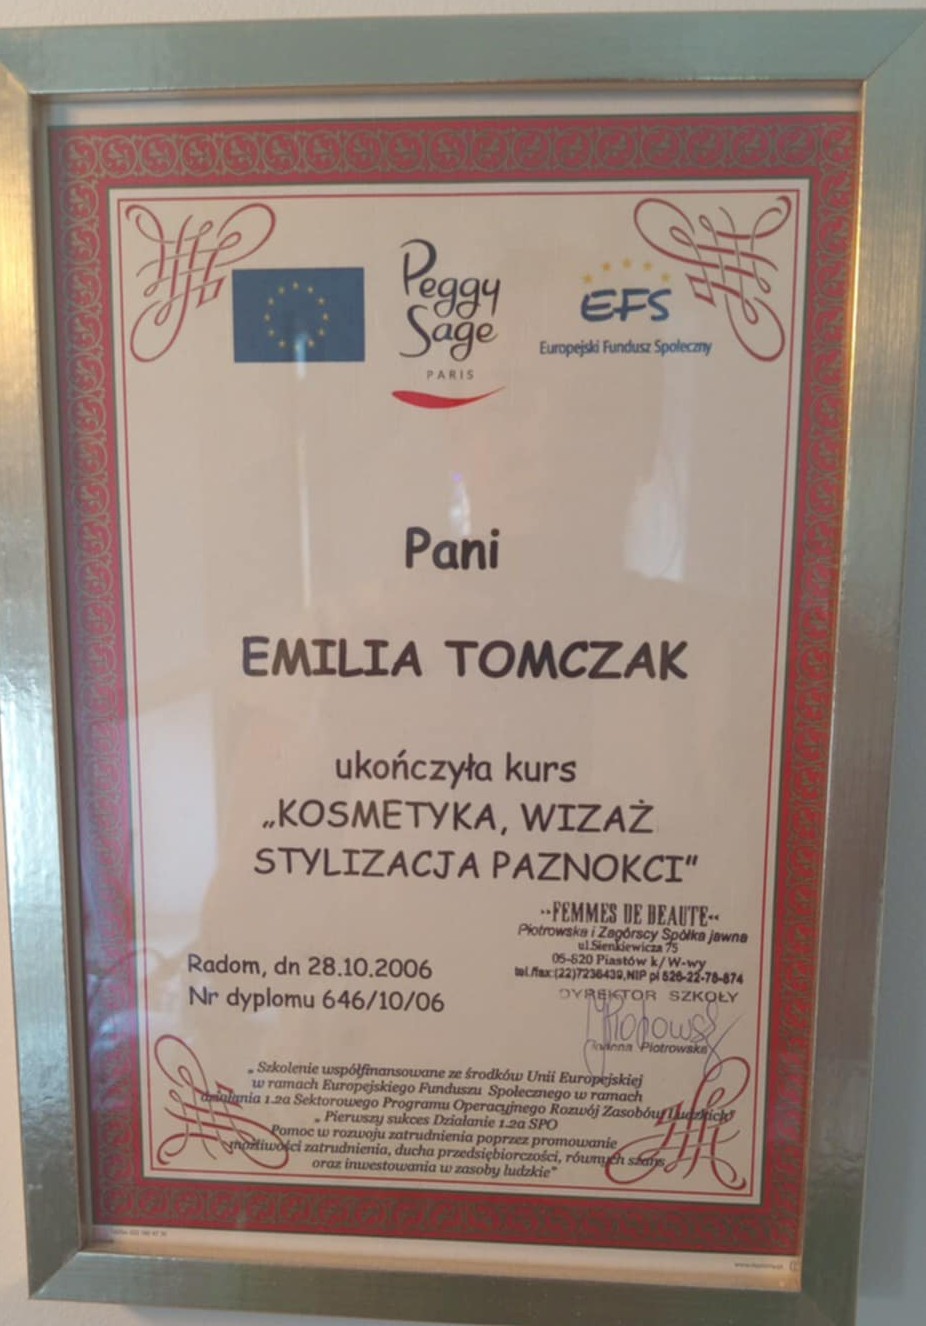 Peggy
Sage
PARIS
EFS
Europejski Fundusz Społeczny
Pani
EMILIA TOMCZAK
ukończyła kurs
„KOSMETYKA, WIZAŻ
STYLIZACJA PAZNOKCI”
··FEMMES DE BEAUTE··
Piotrowska i Zagórscy Spółka jawna
ul.Sienkiewicza 75
05-820 Piastów k/W-wy
tel./fax:(22)7236439,NIP pl 526-22-78-874
DYREKTOR SZKOŁY
Joanna Piotrowska
Radom, dn 28.10.2006
Nr dyplomu 646/10/06
„ Szkolenie współfinansowane ze środków Unii Europejskiej
w ramach Europejskiego Funduszu Społecznego w ramach
działania 1.2a Sektorowego Programu Operacyjnego Rozwój Zasobów Ludzkich”
„ Pierwszy sukces Działanie 1.2a SPO
Pomoc w rozwoju zatrudnienia poprzez promowanie
możliwości zatrudnienia, ducha przedsiębiorczości, równych szans
oraz inwestowania w zasoby ludzkie”